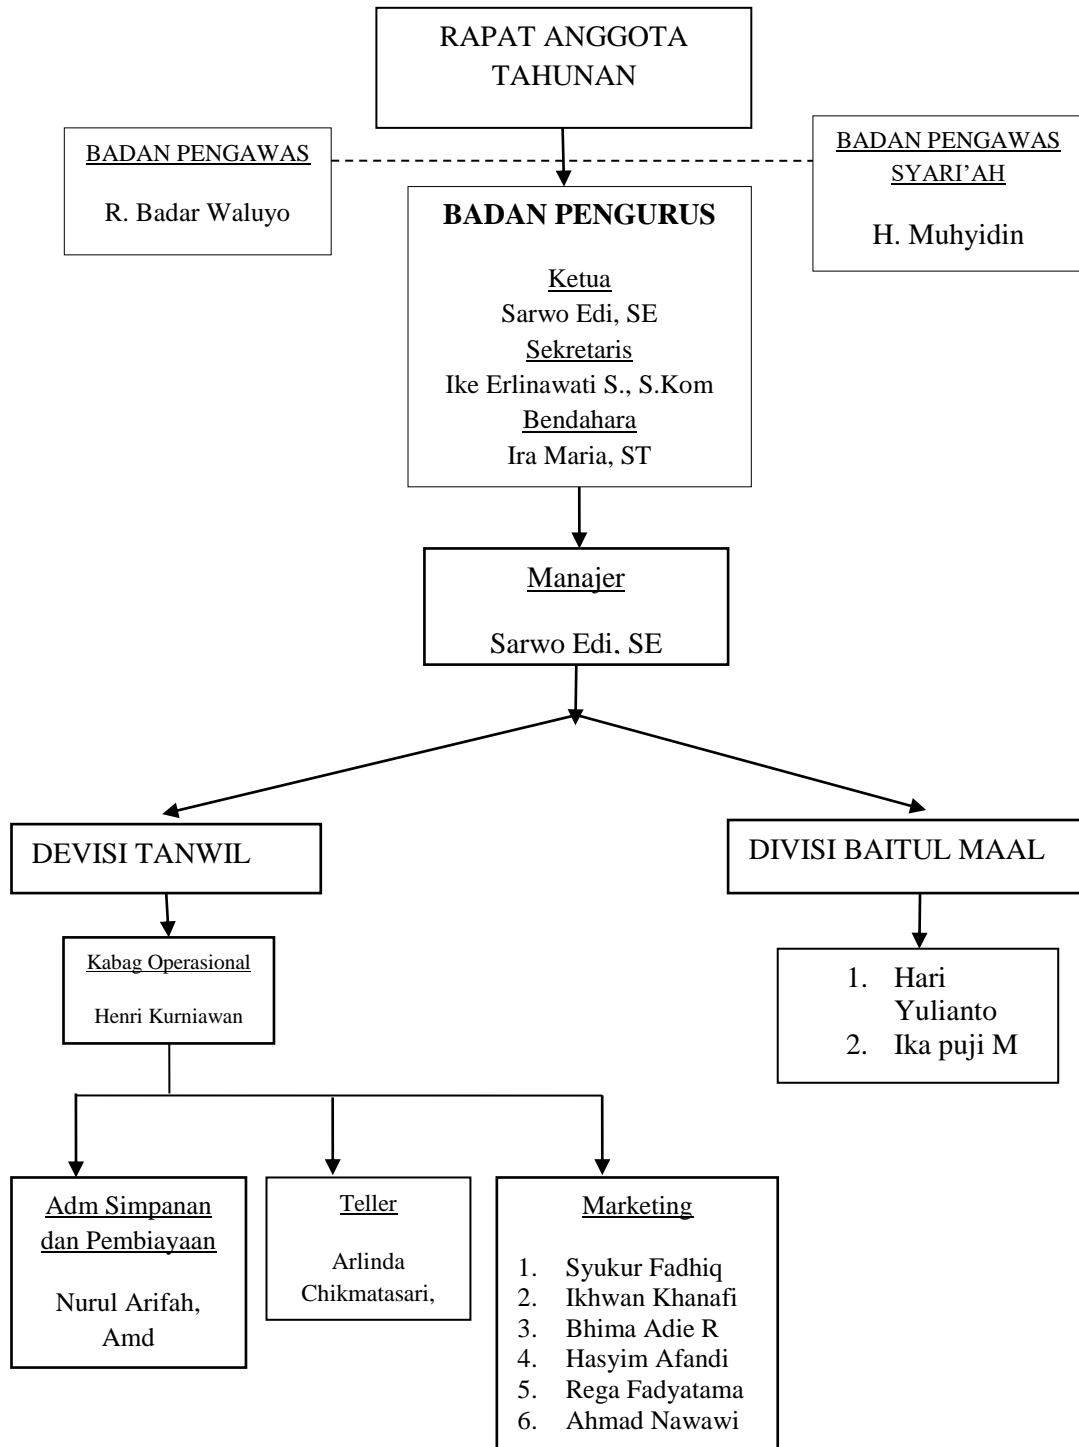 RAPAT ANGGOTA
TAHUNAN
BADAN PENGAWAS
R. Badar Waluyo
BADAN PENGAWAS
SYARI’AH
H. Muhyidin
BADAN PENGURUS
Ketua
Sarwo Edi, SE
Sekretaris
Ike Erlinawati S., S.Kom
Bendahara
Ira Maria, ST
Manajer
Sarwo Edi, SE
DEVISI TANWIL
DIVISI BAITUL MAAL
Kabag Operasional
Henri Kurniawan
1. Hari
Yulianto
2. Ika puji M
Adm Simpanan
dan Pembiayaan
Nurul Arifah,
Amd
Teller
Arlinda
Chikmatasari,
Marketing
1. Syukur Fadhiq
2. Ikhwan Khanafi
3. Bhima Adie R
4. Hasyim Afandi
5. Rega Fadyatama
6. Ahmad Nawawi